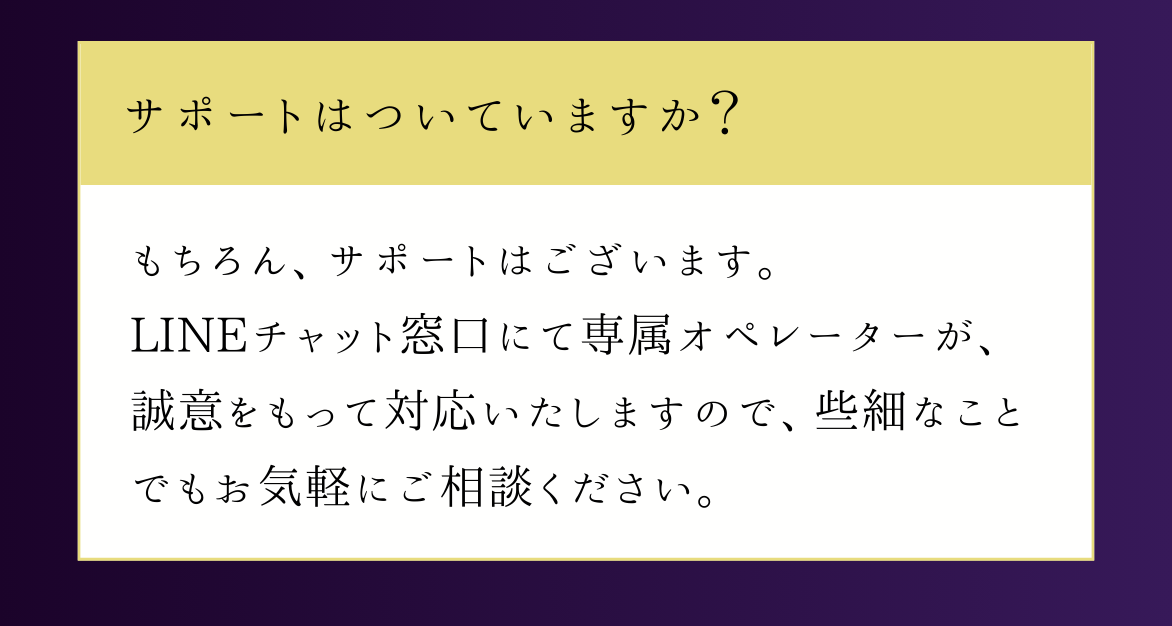 サポートはついていますか？
もちろん、サポートはございます。
LINEチャット窓口にて専属オペレーターが、
誠意をもって対応いたしますので、些細なこと
でもお気軽にご相談ください。